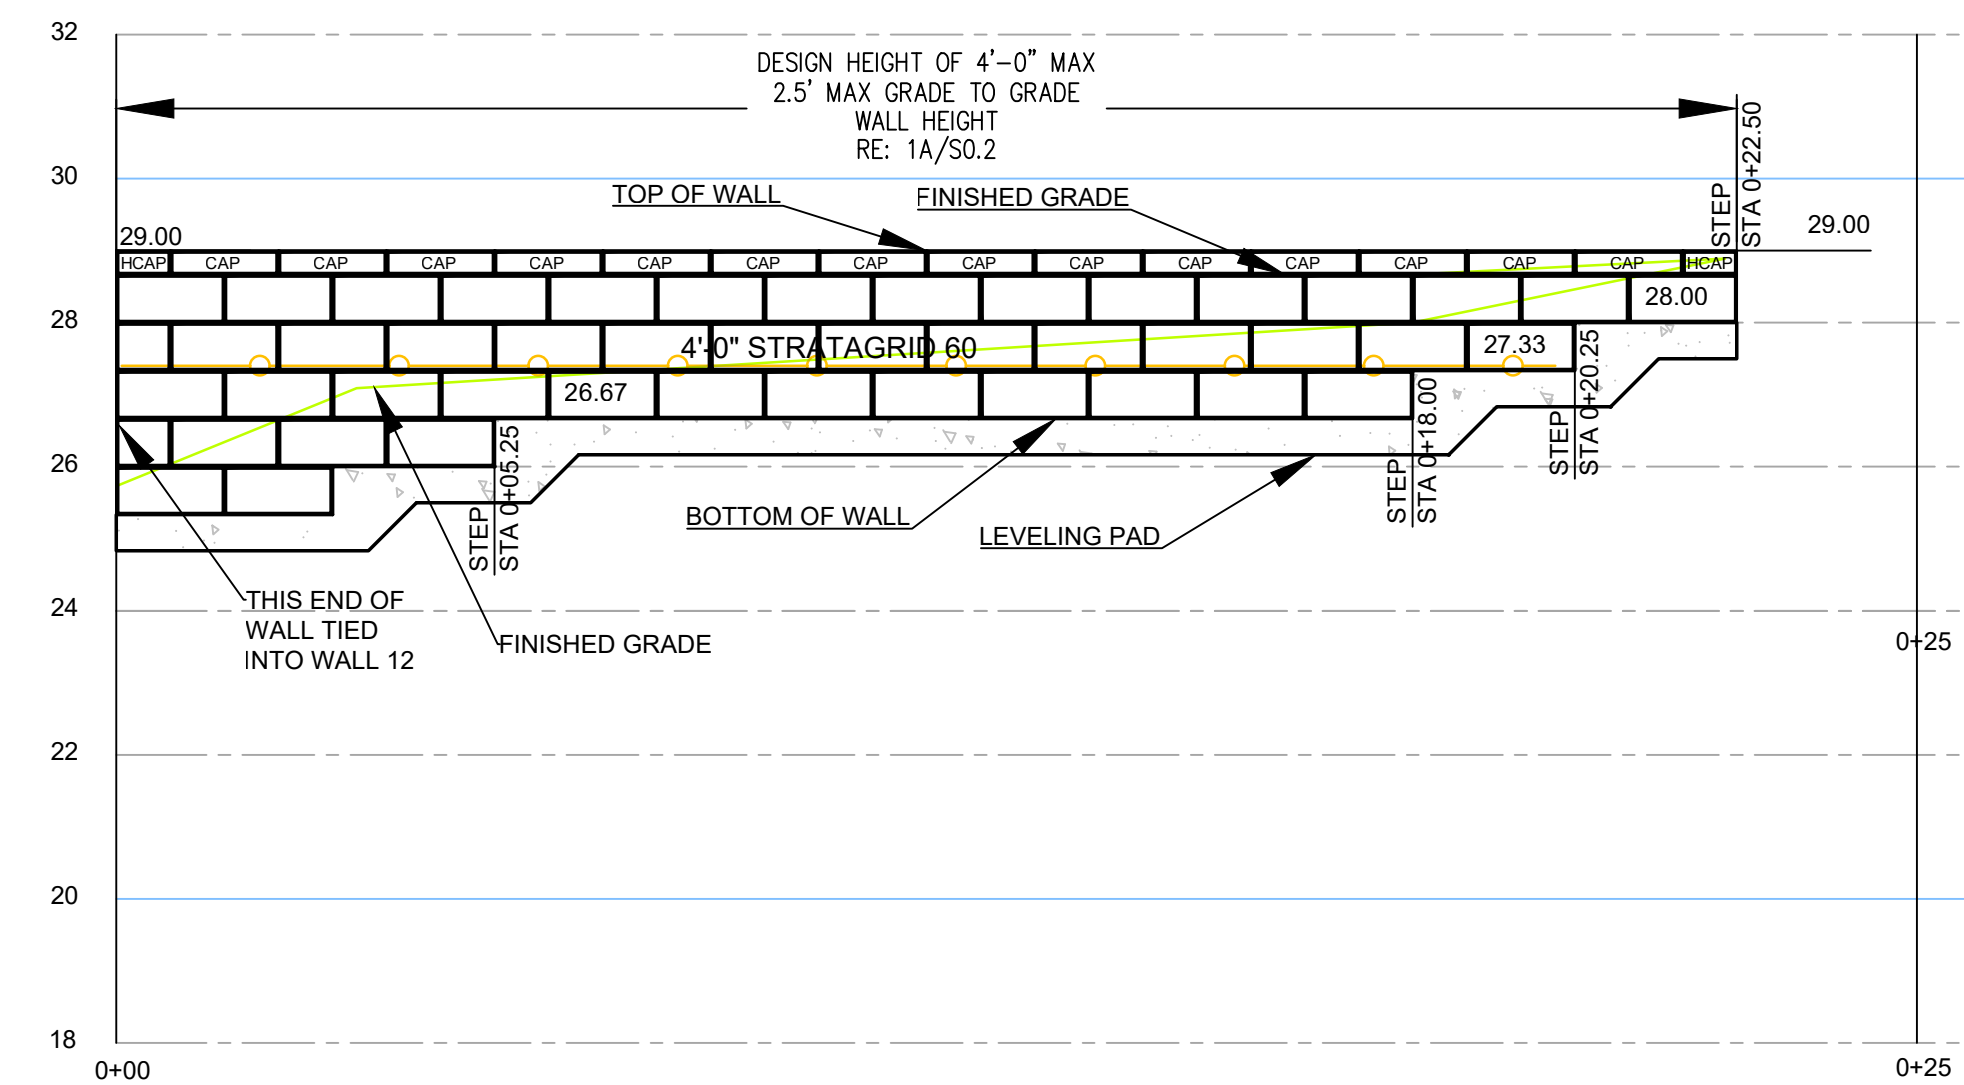 32
DESIGN HEIGHT OF 4'-0" MAX
2.5' MAX GRADE TO GRADE
WALL HEIGHT
RE: 1A/S0.2
30
TOP OF WALL
FINISHED GRADE
STEP
STA 0+22.50
29.00
29.00
HCAP CAP CAP CAP CAP CAP CAP CAP CAP CAP CAP CAP CAP CAP CAP HCAP
28.00
28
4'-0" STRATAGRID 60
27.33
26.67
STEP
STA 0+20.25
STEP
STA 0+18.00
STEP
STA 0+05.25
26
BOTTOM OF WALL
LEVELING PAD
24
THIS END OF
WALL TIED
INTO WALL 12
FINISHED GRADE
0+25
22
20
18
0+00
0+25